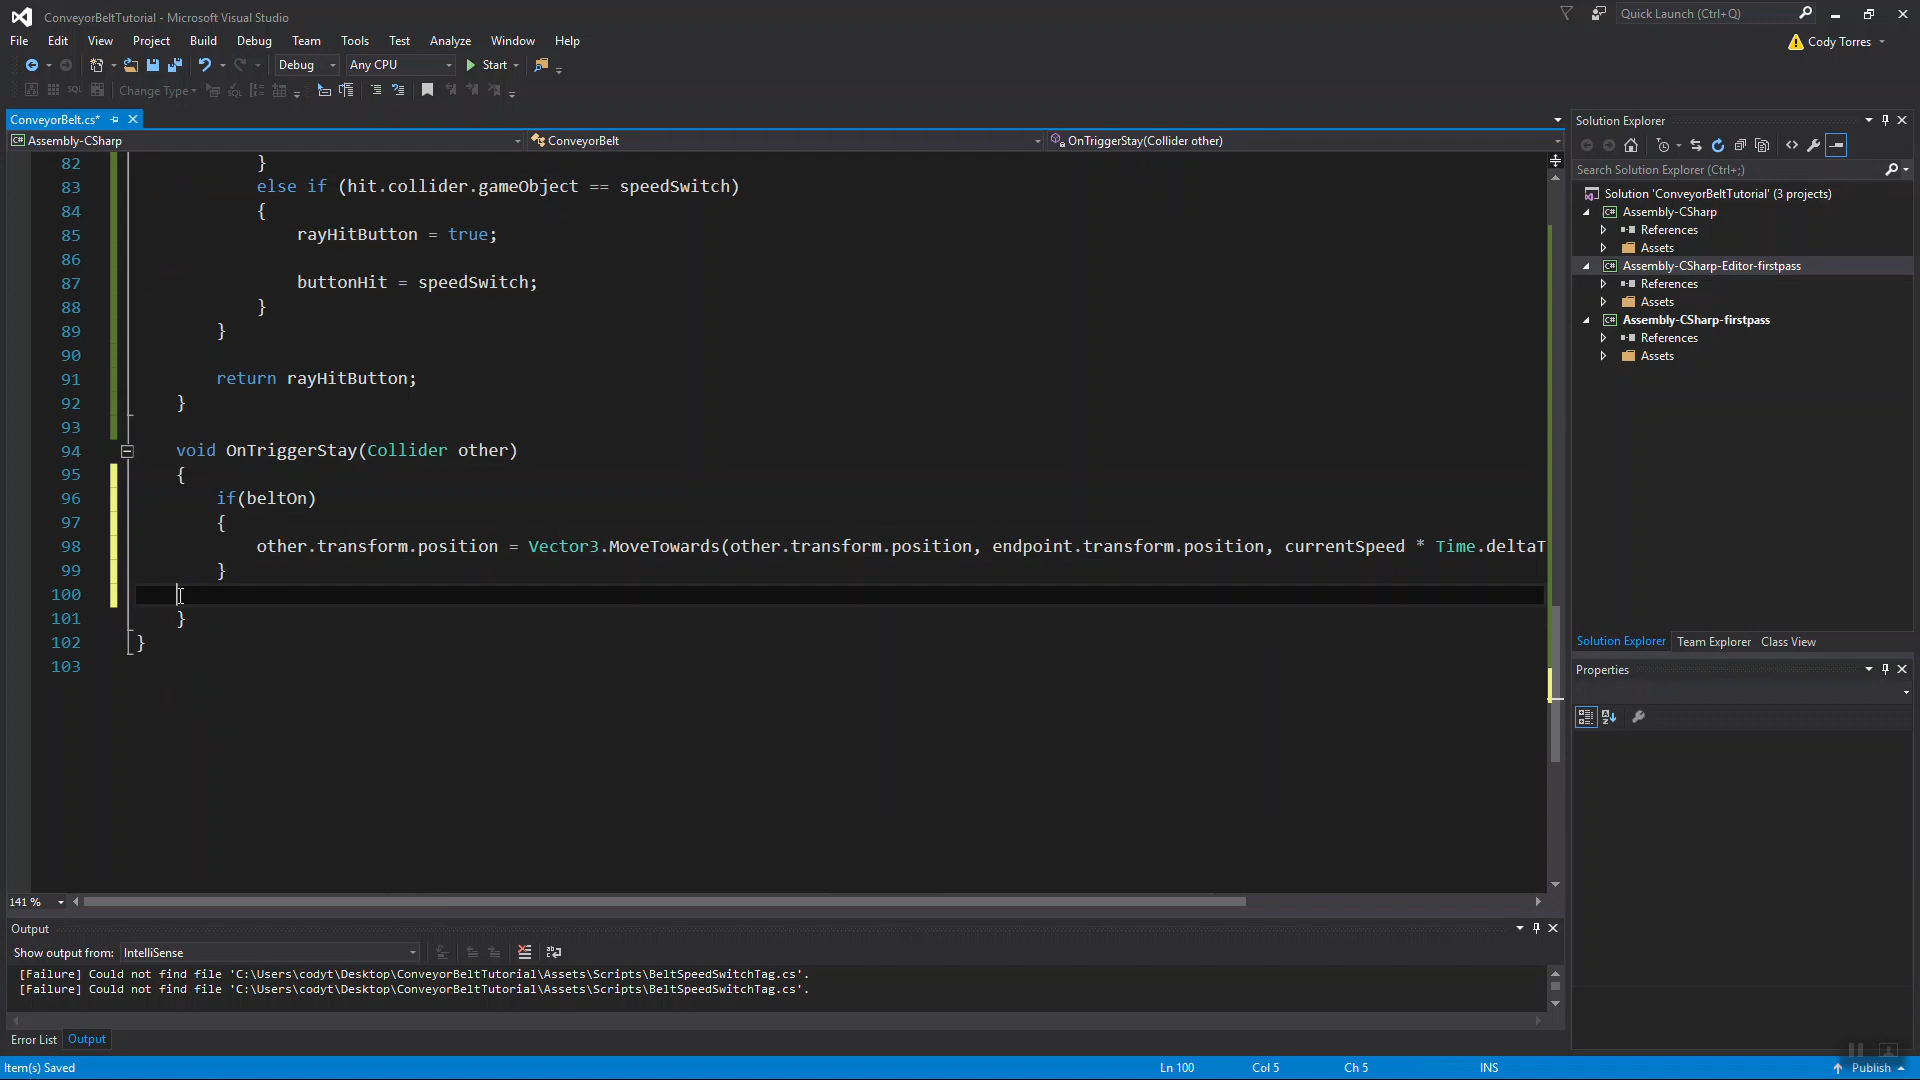 ConveyorBeltTutorial - Microsoft Visual Studio
Quick Launch (Ctrl+Q)
File Edit View Project Build Debug Team Tools Test Analyze Window Help
Cody Torres
Debug Any CPU Start
Change Type
ConveyorBelt.cs*
Assembly-CSharp ConveyorBelt OnTriggerStay(Collider other)
82 }
83 else if (hit.collider.gameObject == speedSwitch)
84 {
85 rayHitButton = true;
86
87 buttonHit = speedSwitch;
88 }
89 }
90
91 return rayHitButton;
92 }
93
94 void OnTriggerStay(Collider other)
95 {
96 if(beltOn)
97 {
98 other.transform.position = Vector3.MoveTowards(other.transform.position, endpoint.transform.position, currentSpeed * Time.deltaT
99 }
100
101 }
102 }
103
141 %
Output
Show output from: IntelliSense
[Failure] Could not find file 'C:\Users\codyt\Desktop\ConveyorBeltTutorial\Assets\Scripts\BeltSpeedSwitchTag.cs'.
[Failure] Could not find file 'C:\Users\codyt\Desktop\ConveyorBeltTutorial\Assets\Scripts\BeltSpeedSwitchTag.cs'.
Error List Output
Solution Explorer
Search Solution Explorer (Ctrl+;)
Solution 'ConveyorBeltTutorial' (3 projects)
Assembly-CSharp
References
Assets
Assembly-CSharp-Editor-firstpass
References
Assets
Assembly-CSharp-firstpass
References
Assets
Solution Explorer Team Explorer Class View
Properties
Item(s) Saved Ln 100 Col 5 Ch 5 INS Publish